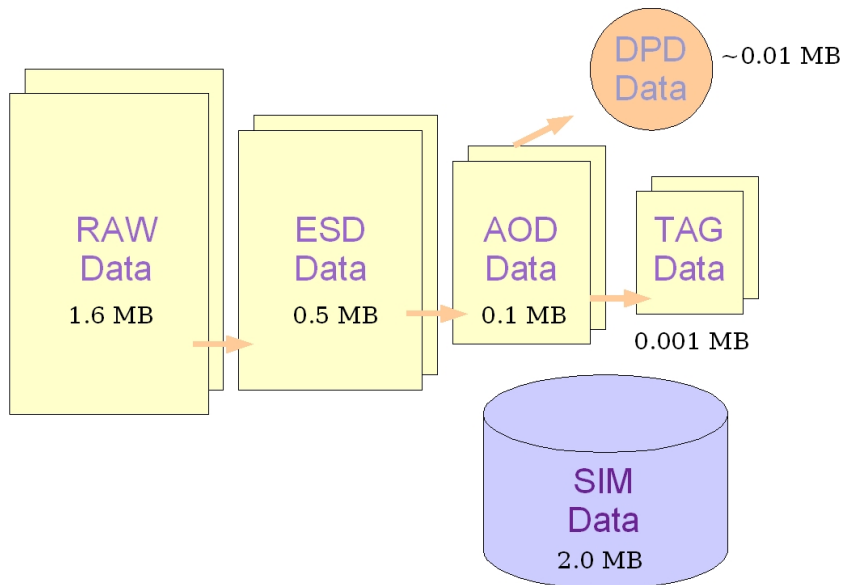 DPD
Data
~0.01 MB
RAW
Data
1.6 MB
ESD
Data
0.5 MB
AOD
Data
0.1 MB
TAG
Data
0.001 MB
SIM
Data
2.0 MB